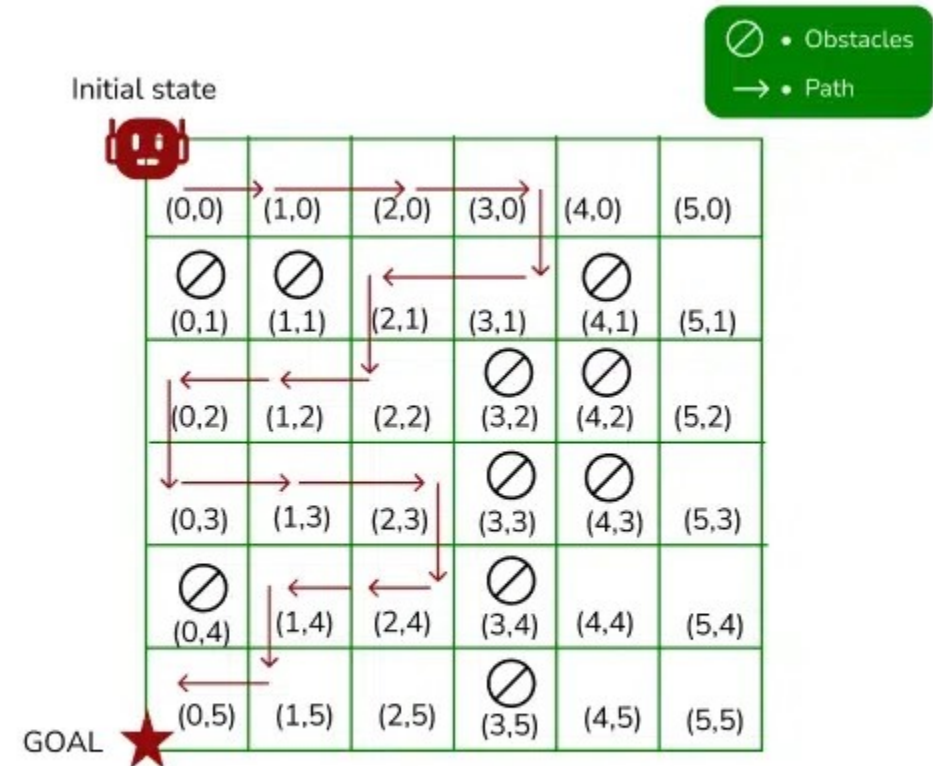 • Obstacles
• Path
Initial state
(0,0) (1,0) (2,0) (3,0) (4,0) (5,0)
(0,1) (1,1) (2,1) (3,1) (4,1) (5,1)
(0,2) (1,2) (2,2) (3,2) (4,2) (5,2)
(0,3) (1,3) (2,3) (3,3) (4,3) (5,3)
(0,4) (1,4) (2,4) (3,4) (4,4) (5,4)
(0,5) (1,5) (2,5) (3,5) (4,5) (5,5)
GOAL